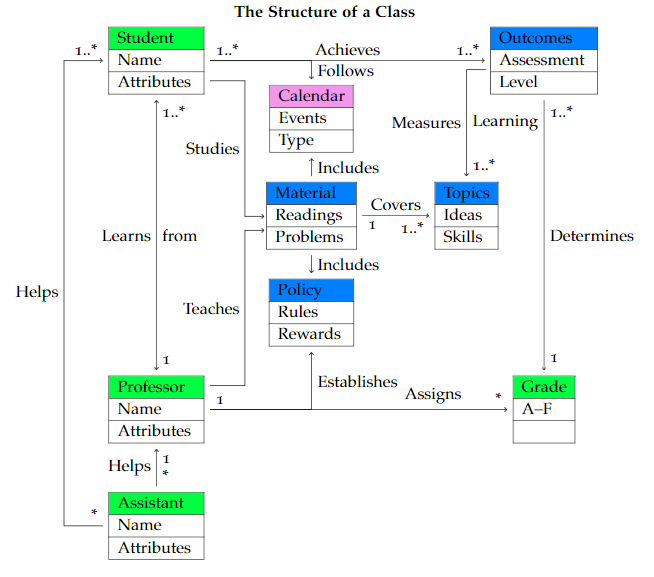 The Structure of a Class
Student
Name
Attributes
Outcomes
Assessment
Level
1..*
1..*
Achieves
1..*
Follows
Calendar
Events
Type
1..*
Studies
Measures
Learning
1..*
Includes
1..*
Material
Readings
Problems
Covers
1
1..*
Topics
Ideas
Skills
Learns from
Determines
Includes
Helps
Policy
Rules
Rewards
Teaches
1
1
Professor
Name
Attributes
Establishes
1
Assigns
*
Grade
A–F
Helps
1
*
Assistant
Name
Attributes
*